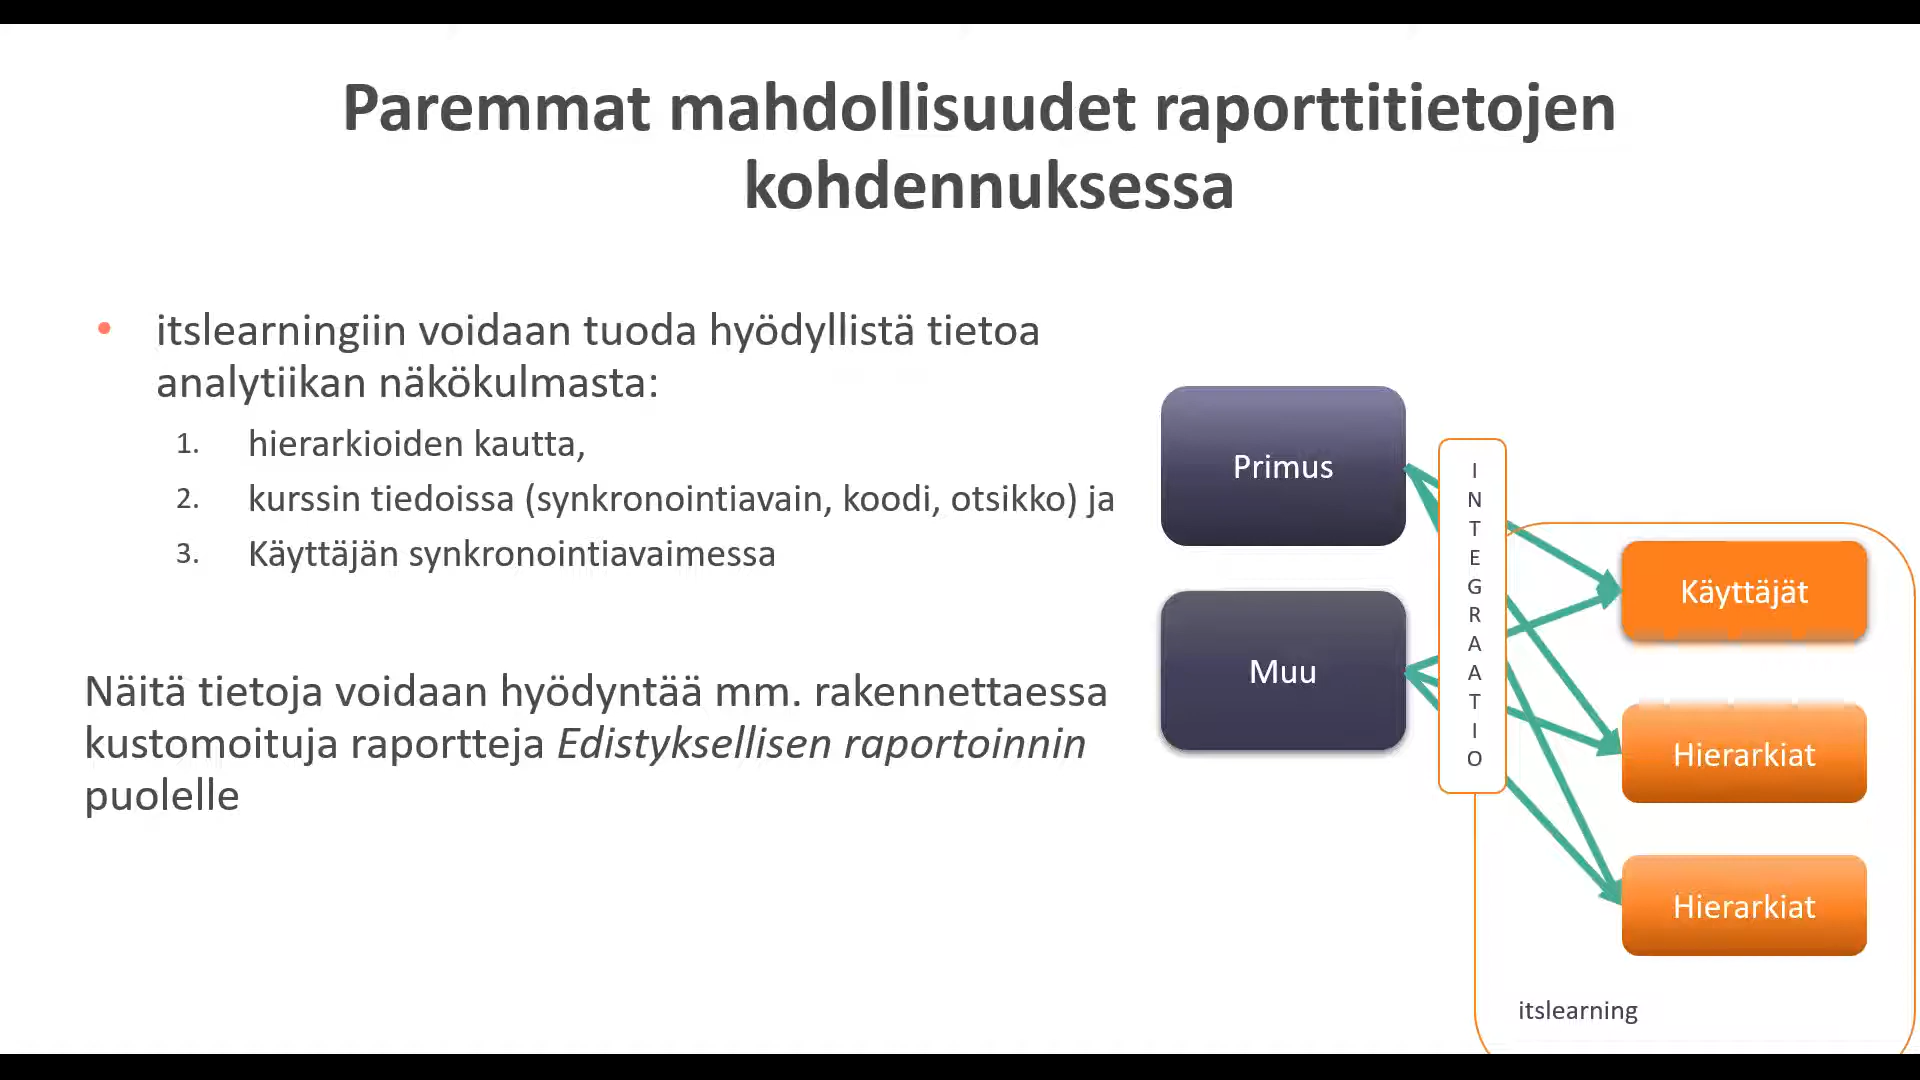 Paremmat mahdollisuudet raporttitietojen
kohdennuksessa
• itslearningiin voidaan tuoda hyödyllistä tietoa
analytiikan näkökulmasta:
1. hierarkioiden kautta,
2. kurssin tiedoissa (synkronointiavain, koodi, otsikko) ja
3. Käyttäjän synkronointiavaimessa
Näitä tietoja voidaan hyödyntää mm. rakennettaessa
kustomoituja raportteja Edistyksellisen raportoinnin
puolelle
Primus
Muu
I
N
T
E
G
R
A
A
T
I
O
Käyttäjät
Hierarkiat
Hierarkiat
itslearning